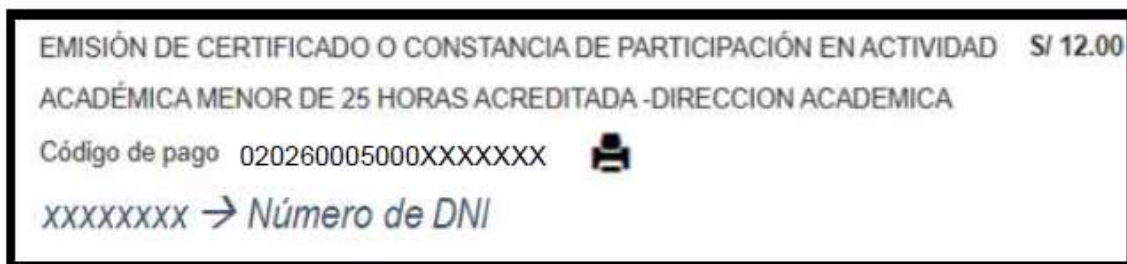 EMISIÓN DE CERTIFICADO O CONSTANCIA DE PARTICIPACIÓN EN ACTIVIDAD S/ 12.00
ACADÉMICA MENOR DE 25 HORAS ACREDITADA -DIRECCION ACADEMICA
Código de pago 020260005000XXXXXXX
xxxxxxxx → Número de DNI